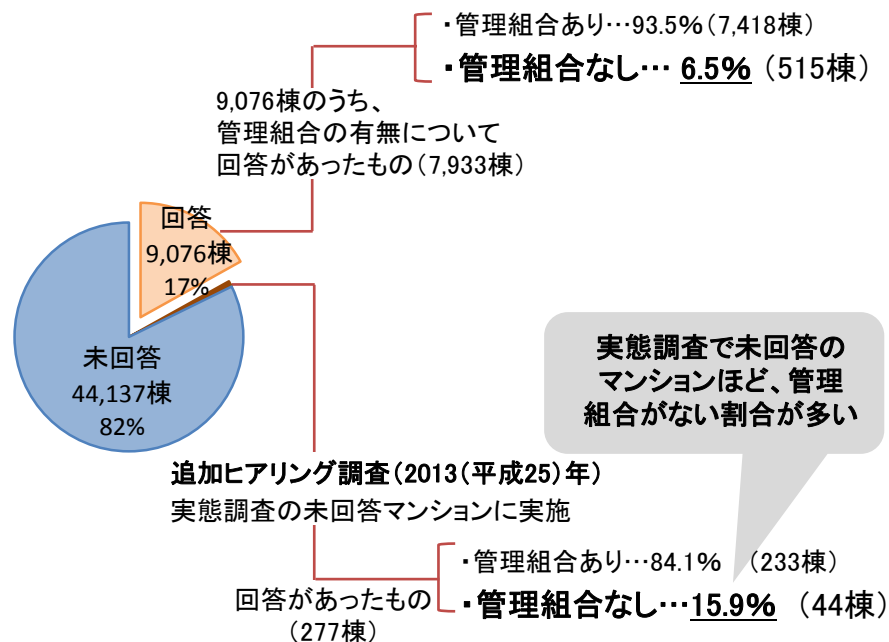 ・管理組合あり…93.5%(7,418棟)
・管理組合なし… 6.5% (515棟)
9,076棟のうち、
管理組合の有無について
回答があったもの(7,933棟)
回答
9,076棟
17%
未回答
44,137棟
82%
実態調査で未回答の
マンションほど、管理
組合がない割合が多い
追加ヒアリング調査(2013(平成25)年)
実態調査の未回答マンションに実施
・管理組合あり…84.1% (233棟)
・管理組合なし…15.9% (44棟)
回答があったもの
(277棟)